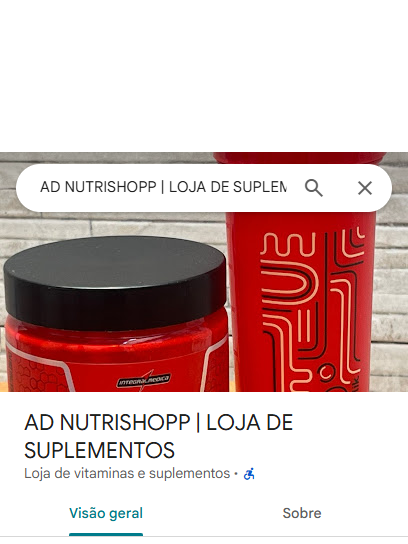 AD NUTRISHOPP | LOJA DE SUPLEM
INTEGRALMEDICA
AD NUTRISHOPP | LOJA DE
SUPLEMENTOS
Loja de vitaminas e suplementos •
Visão geral
Sobre